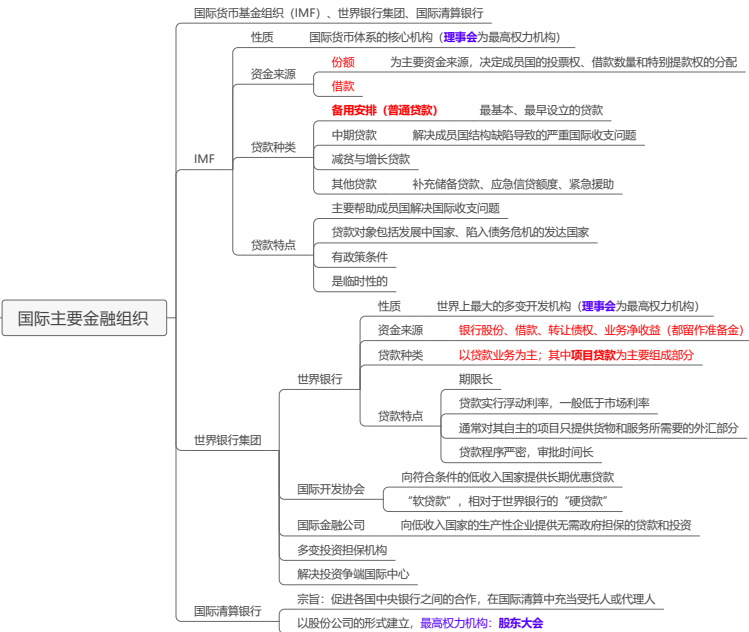 国际货币基金组织（IMF）、世界银行集团、国际清算银行
性质 国际货币体系的核心机构（理事会为最高权力机构）
份额 为主要资金来源，决定成员国的投票权、借款数量和特别提款权的分配
资金来源
借款
备用安排（普通贷款） 最基本、最早设立的贷款
中期贷款 解决成员国结构缺陷导致的严重国际收支问题
贷款种类
IMF
减贫与增长贷款
其他贷款 补充储备贷款、应急信贷额度、紧急援助
主要帮助成员国解决国际收支问题
贷款对象包括发展中国家、陷入债务危机的发达国家
贷款特点
有政策条件
是临时性的
国际主要金融组织
性质 世界上最大的多变开发机构（理事会为最高权力机构）
资金来源 银行股份、借款、转让债权、业务净收益（都留作准备金）
贷款种类 以贷款业务为主；其中项目贷款为主要组成部分
世界银行
期限长
贷款实行浮动利率，一般低于市场利率
贷款特点
通常对其自主的项目只提供货物和服务所需要的外汇部分
贷款程序严密，审批时间长
世界银行集团
向符合条件的低收入国家提供长期优惠贷款
国际开发协会
“软贷款”，相对于世界银行的“硬贷款”
国际金融公司 向低收入国家的生产性企业提供无需政府担保的贷款和投资
多变投资担保机构
解决投资争端国际中心
宗旨：促进各国中央银行之间的合作，在国际清算中充当受托人或代理人
国际清算银行
以股份公司的形式建立，最高权力机构：股东大会